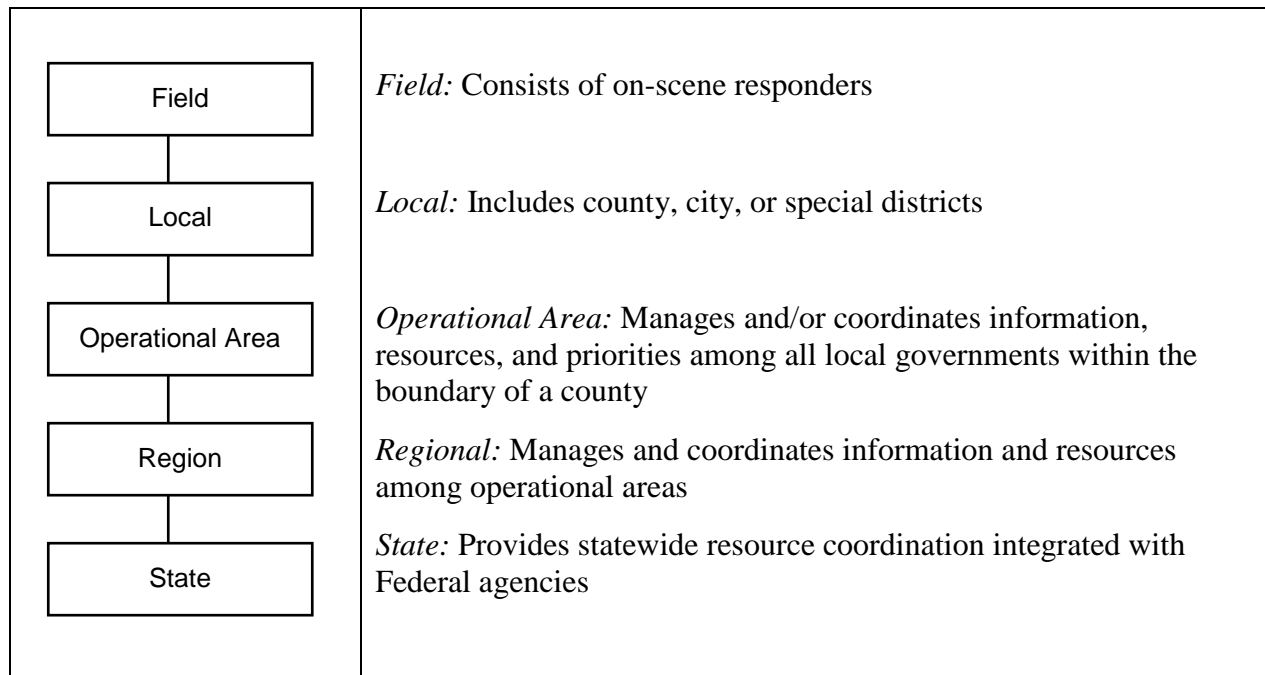 Field
Field: Consists of on-scene responders
Local
Local: Includes county, city, or special districts
Operational Area
Operational Area: Manages and/or coordinates information,
resources, and priorities among all local governments within the
boundary of a county
Region
Regional: Manages and coordinates information and resources
among operational areas
State
State: Provides statewide resource coordination integrated with
Federal agencies